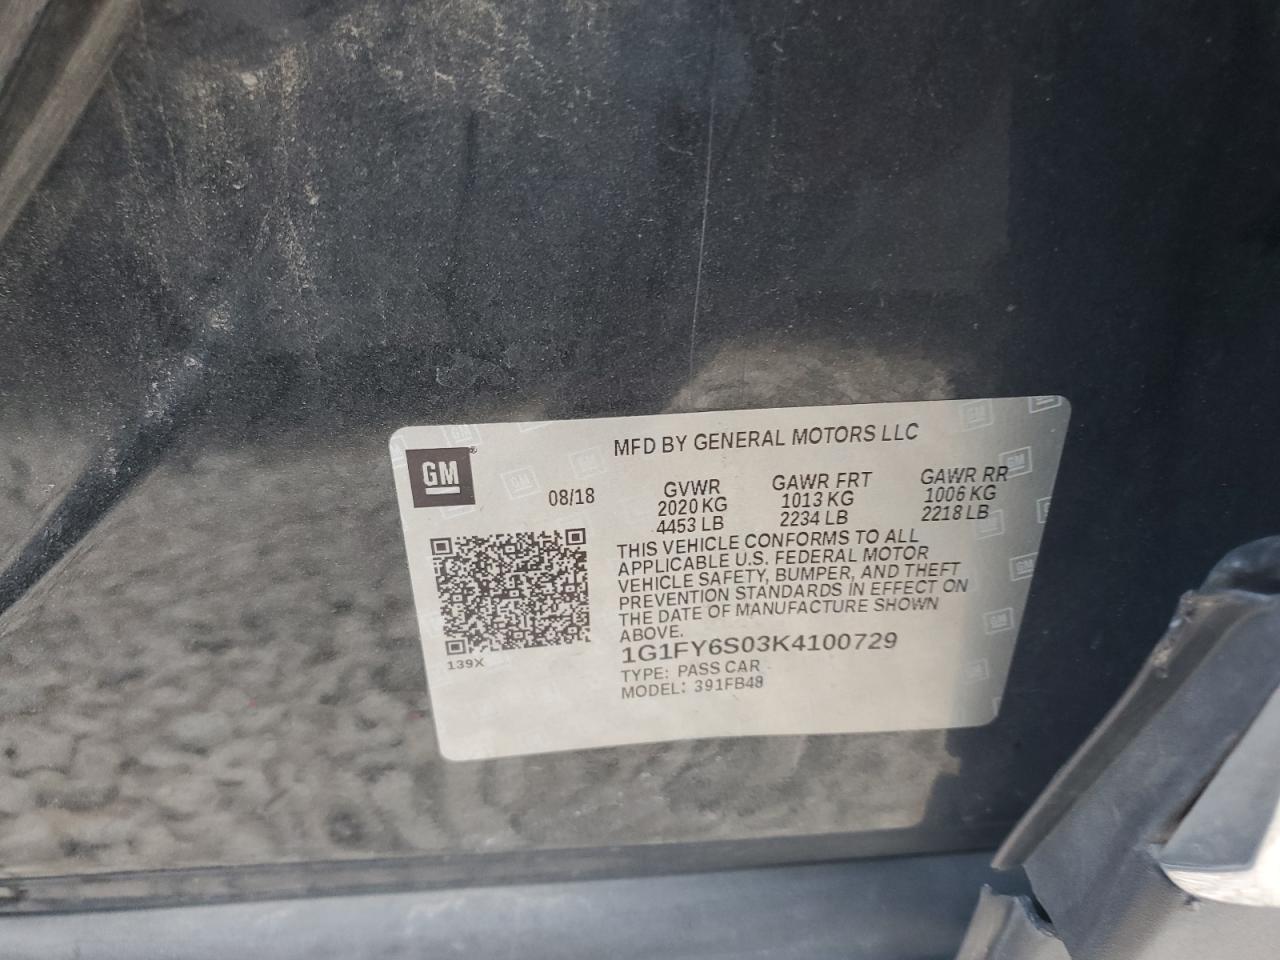 MFD BY GENERAL MOTORS LLC
GM
08/18
GVWR
2020 KG
4453 LB
GAWR FRT
1013 KG
2234 LB
GAWR RR
1006 KG
2218 LB
THIS VEHICLE CONFORMS TO ALL
APPLICABLE U.S. FEDERAL MOTOR
VEHICLE SAFETY, BUMPER, AND THEFT
PREVENTION STANDARDS IN EFFECT ON
THE DATE OF MANUFACTURE SHOWN
ABOVE.
139X
1G1FY6S03K4100729
TYPE: PASS CAR
MODEL: 391FB48